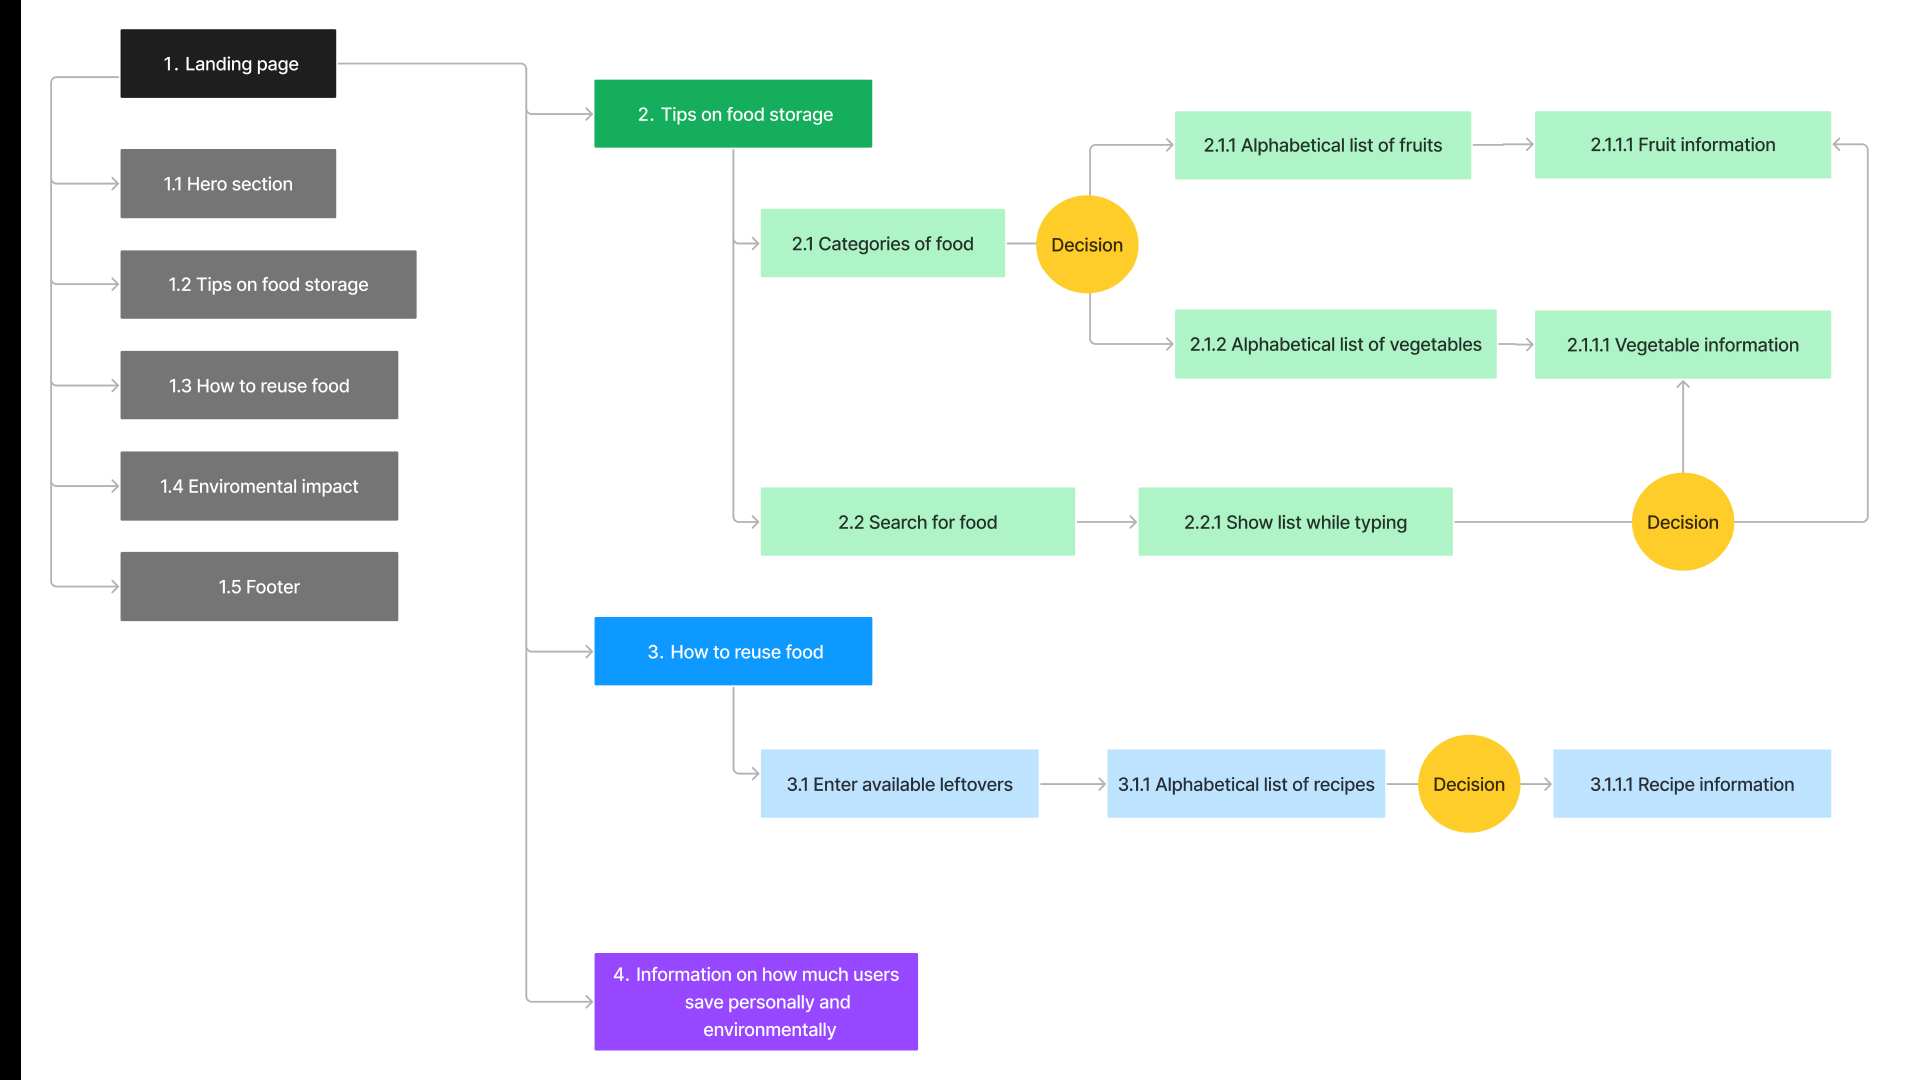 1. Landing page
1.1 Hero section
1.2 Tips on food storage
1.3 How to reuse food
1.4 Enviromental impact
1.5 Footer
2. Tips on food storage
2.1 Categories of food
Decision
2.1.1 Alphabetical list of fruits
2.1.1.1 Fruit information
2.1.2 Alphabetical list of vegetables
2.1.1.1 Vegetable information
2.2 Search for food
2.2.1 Show list while typing
Decision
3. How to reuse food
3.1 Enter available leftovers
3.1.1 Alphabetical list of recipes
Decision
3.1.1.1 Recipe information
4. Information on how much users
save personally and
environmentally